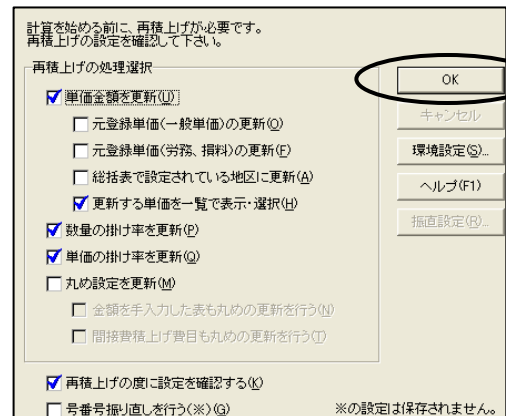 計算を始める前に、再積上げが必要です。
再積上げの設定を確認して下さい。
再積上げの処理選択
単価金額を更新(U)
元登録単価(一般単価)の更新(O)
元登録単価(労務、損料)の更新(F)
総括表で設定されている地区に更新(A)
更新する単価を一覧で表示・選択(H)
数量の掛け率を更新(P)
単価の掛け率を更新(Q)
丸め設定を更新(M)
金額を手入力した表も丸めの更新を行う(N)
間接費積上げ費目も丸めの更新を行う(T)
再積上げの度に設定を確認する(K)
号番号振り直しを行う(※)(G)
※の設定は保存されません。
OK
キャンセル
環境設定(S)...
ヘルプ(F1)
振直設定(R)...